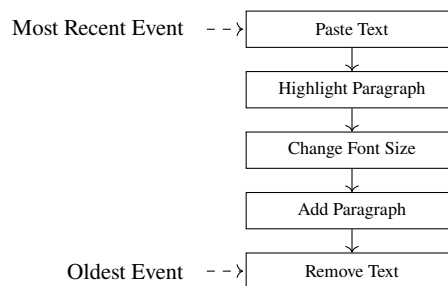 Most Recent Event Paste Text
Highlight Paragraph
Change Font Size
Add Paragraph
Oldest Event Remove Text